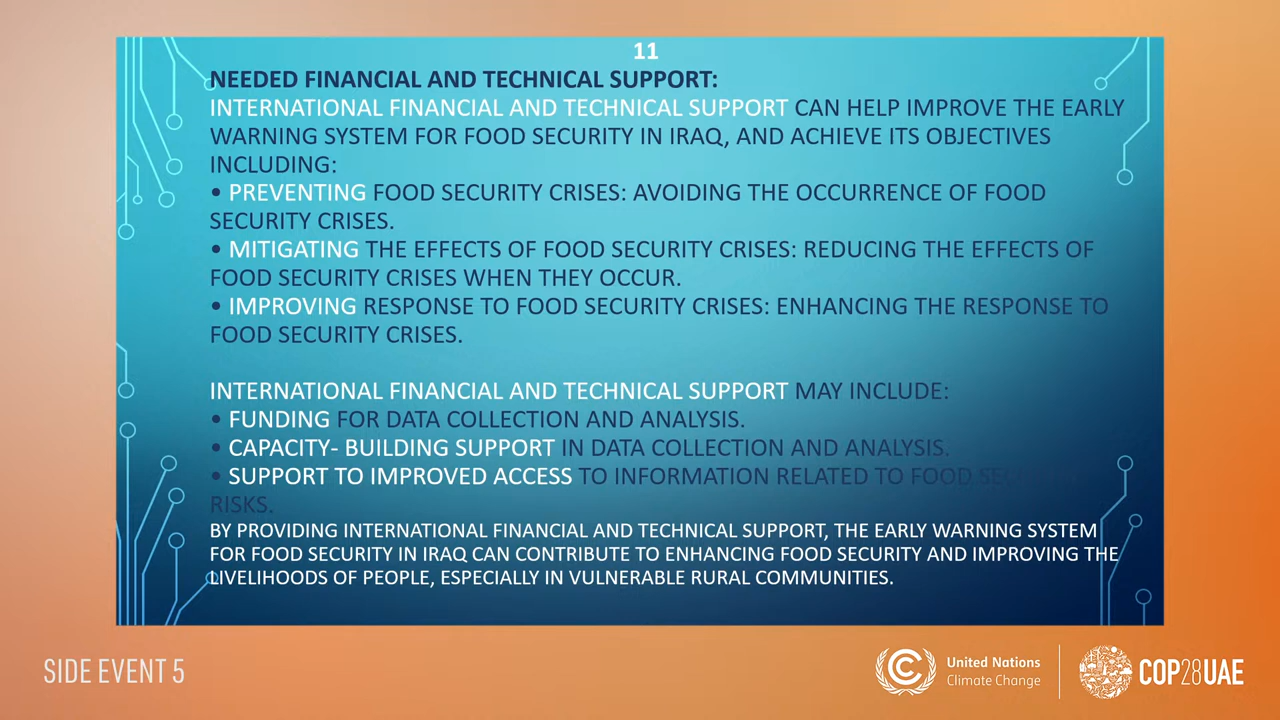 11
NEEDED FINANCIAL AND TECHNICAL SUPPORT:
INTERNATIONAL FINANCIAL AND TECHNICAL SUPPORT CAN HELP IMPROVE THE EARLY
WARNING SYSTEM FOR FOOD SECURITY IN IRAQ, AND ACHIEVE ITS OBJECTIVES
INCLUDING:
• PREVENTING FOOD SECURITY CRISES: AVOIDING THE OCCURRENCE OF FOOD
SECURITY CRISES.
• MITIGATING THE EFFECTS OF FOOD SECURITY CRISES: REDUCING THE EFFECTS OF
FOOD SECURITY CRISES WHEN THEY OCCUR.
• IMPROVING RESPONSE TO FOOD SECURITY CRISES: ENHANCING THE RESPONSE TO
FOOD SECURITY CRISES.
INTERNATIONAL FINANCIAL AND TECHNICAL SUPPORT MAY INCLUDE:
• FUNDING FOR DATA COLLECTION AND ANALYSIS.
• CAPACITY- BUILDING SUPPORT IN DATA COLLECTION AND ANALYSIS.
• SUPPORT TO IMPROVED ACCESS TO INFORMATION RELATED TO FOOD
RISKS.
BY PROVIDING INTERNATIONAL FINANCIAL AND TECHNICAL SUPPORT, THE EARLY WARNING SYSTEM
FOR FOOD SECURITY IN IRAQ CAN CONTRIBUTE TO ENHANCING FOOD SECURITY AND IMPROVING THE
LIVELIHOODS OF PEOPLE, ESPECIALLY IN VULNERABLE RURAL COMMUNITIES.
SIDE EVENT 5
United Nations
Climate Change
COP28UAE